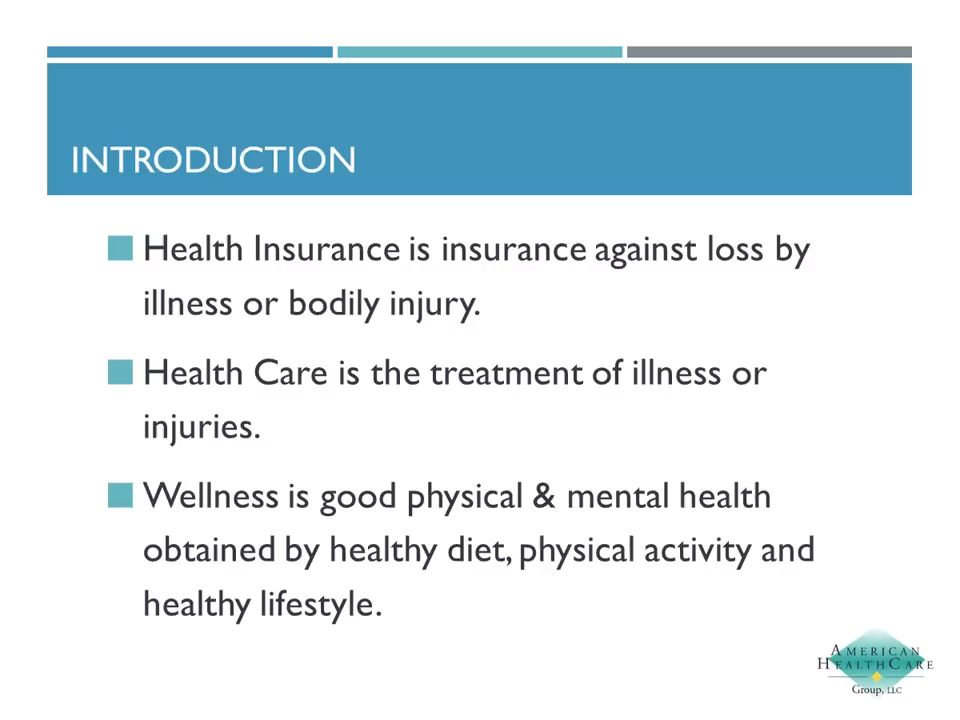 INTRODUCTION
Health Insurance is insurance against loss by
illness or bodily injury.
Health Care is the treatment of illness or
injuries.
Wellness is good physical & mental health
obtained by healthy diet, physical activity and
healthy lifestyle.
AMERICAN
HEALTHCARE
Group, LLC